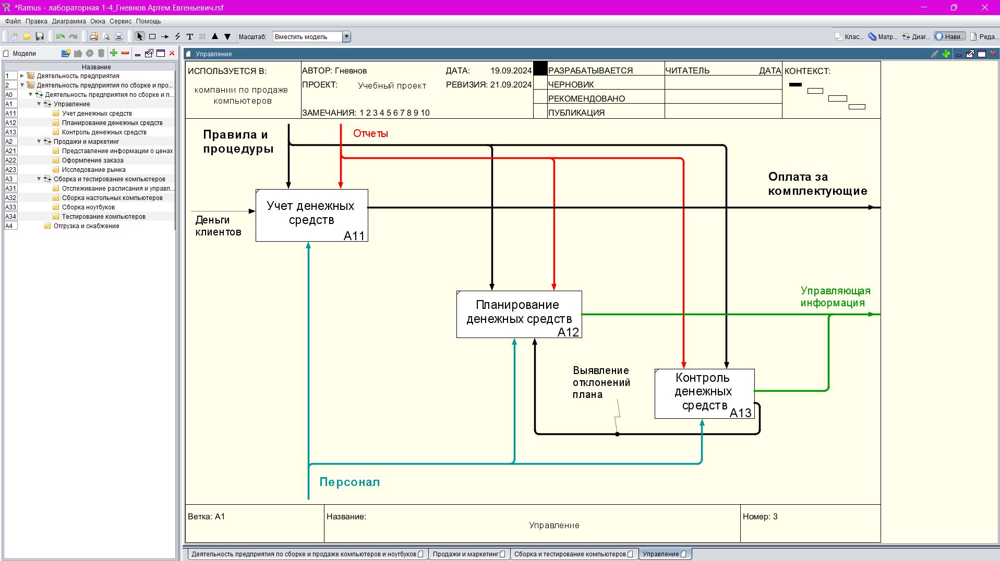 *Ramus - лабораторная 1-4_Гневнов Артем Евгеньевич.rsf
Файл Правка Диаграмма Окна Сервис Помощь
Масштаб: Вместить модель
Клас... Матр... Диаг... Нави... Реда...
Модели
Название
1 Деятельность предприятия
2 Деятельность предприятия по сборке и про...
A0 Деятельность предприятия по сборке и п...
A1 Управление
A11 Учет денежных средств
A12 Планирование денежных средств
A13 Контроль денежных средств
A2 Продажи и маркетинг
A21 Представление информации о ценах
A22 Оформление заказа
A23 Исследование рынка
A3 Сборка и тестирование компьютеров
A31 Отслеживание расписания и управл...
A32 Сборка настольных компьютеров
A33 Сборка ноутбуков
A34 Тестирование компьютеров
A4 Отгрузка и снабжение
Управление
ИСПОЛЬЗУЕТСЯ В:
компании по продаже
компьютеров
АВТОР: Гневнов
ДАТА: 19.09.2024
ПРОЕКТ: Учебный проект
РЕВИЗИЯ: 21.09.2024
ЗАМЕЧАНИЯ: 1 2 3 4 5 6 7 8 9 10
РАЗРАБАТЫВАЕТСЯ
ЧЕРНОВИК
РЕКОМЕНДОВАНО
ПУБЛИКАЦИЯ
ЧИТАТЕЛЬ ДАТА
КОНТЕКСТ:
Правила и
процедуры
Отчеты
Оплата за
комплектующие
Учет денежных
средств
A11
Деньги
клиентов
Управляющая
информация
Планирование
денежных средств
A12
Выявление
отклонений
плана
Контроль
денежных
средств
A13
Персонал
Ветка: A1
Название:
Управление
Номер: 3
Деятельность предприятия по сборке и продаже компьютеров и ноутбуков
Продажи и маркетинг
Сборка и тестирование компьютеров
Управление